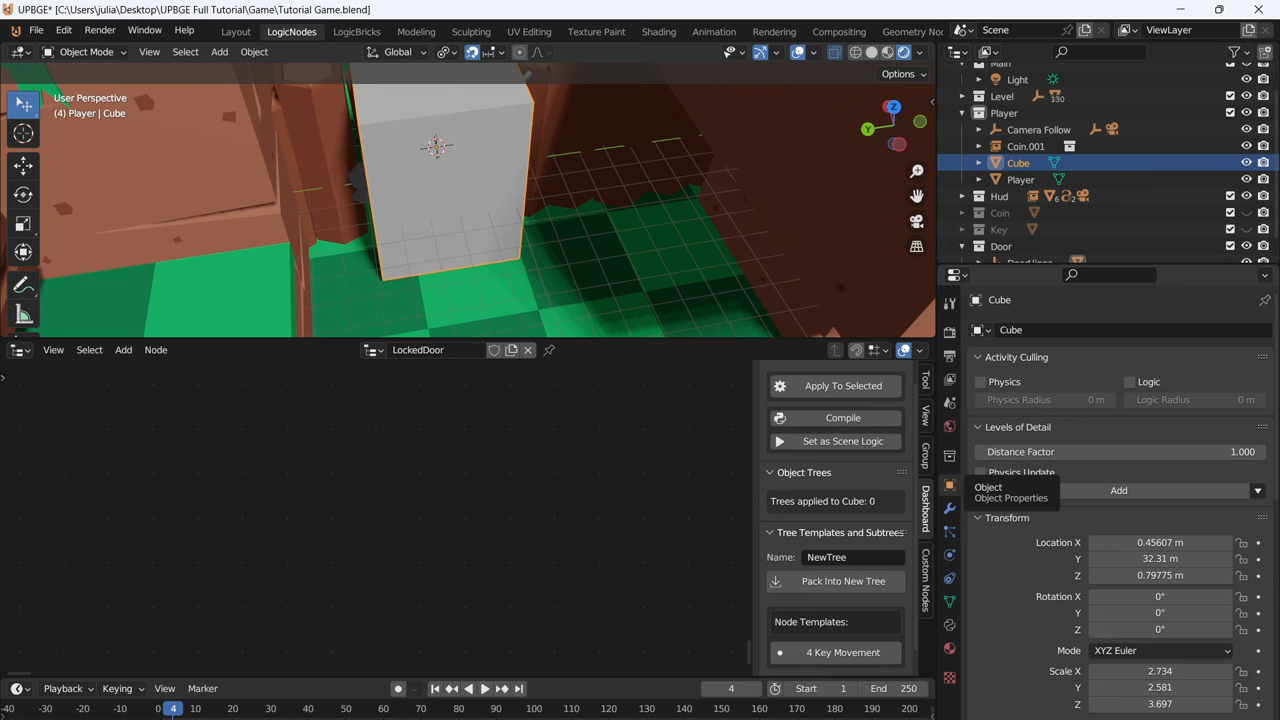 UPBGE* [C:\Users\julia\Desktop\UPBGE Full Tutorial\Game\Tutorial Game.blend]
File Edit Render Window Help Layout LogicNodes LogicBricks Modeling Sculpting UV Editing Texture Paint Shading Animation Rendering Compositing Geometry No Scene ViewLayer
Object Mode View Select Add Object Global
Options
User Perspective
(4) Player | Cube
Z
Y
Main
Light
Level 130
Player
Camera Follow
Coin.001
Cube
Player
Hud 6 2
Coin
Key
Door
View Select Add Node LockedDoor
Apply To Selected
Compile
Set as Scene Logic
Object Trees
Trees applied to Cube: 0
Tree Templates and Subtrees
Name: NewTree
Pack Into New Tree
Node Templates:
4 Key Movement
Tool
View
Group
Dashboard
Custom Nodes
Cube
Cube
Activity Culling
Physics Logic
Physics Radius 0 m Logic Radius 0 m
Levels of Detail
Distance Factor 1.000
Physics Update
Object
Object Properties
Add
Transform
Location X 0.45607 m
Y 32.31 m
Z 0.79775 m
Rotation X 0°
Y 0°
Z 0°
Mode XYZ Euler
Scale X 2.734
Y 2.581
Z 3.697
Playback Keying View Marker 4 Start 1 End 250
-40 -30 -20 -10 0 4 10 20 30 40 50 60 70 80 90 100 110 120 130 140 150 160 170 180 190 200